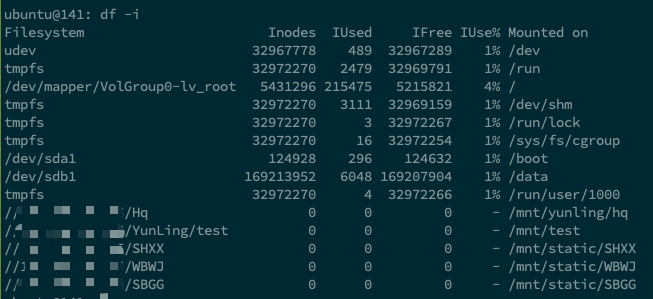 ubuntu@141: df -i
Filesystem Inodes IUsed IFree IUse% Mounted on
udev 32967778 489 32967289 1% /dev
tmpfs 32972270 2479 32969791 1% /run
/dev/mapper/VolGroup0-lv_root 5431296 215475 5215821 4% /
tmpfs 32972270 3111 32969159 1% /dev/shm
tmpfs 32972270 3 32972267 1% /run/lock
tmpfs 32972270 16 32972254 1% /sys/fs/cgroup
/dev/sda1 124928 296 124632 1% /boot
/dev/sdb1 169213952 6048 169207904 1% /data
tmpfs 32972270 4 32972266 1% /run/user/1000
// /Hq 0 0 0 - /mnt/yunling/hq
/YunLing/test 0 0 0 - /mnt/test
// /SHXX 0 0 0 - /mnt/static/SHXX
// /WBWJ 0 0 0 - /mnt/static/WBWJ
// /SBGG 0 0 0 - /mnt/static/SBGG